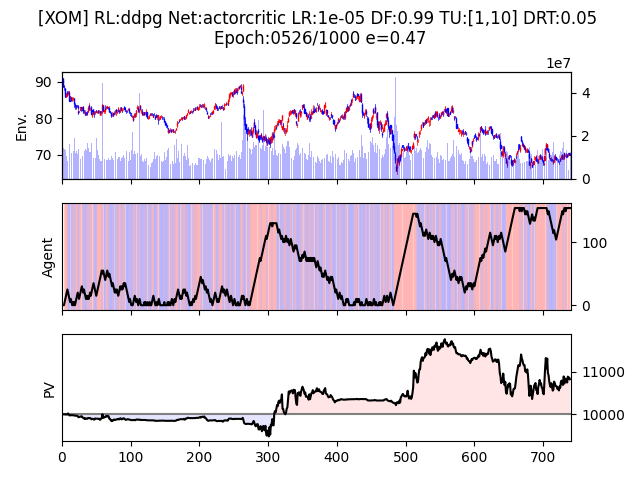 [XOM] RL:ddpg Net:actorcritic LR:1e-05 DF:0.99 TU:[1,10] DRT:0.05
Epoch:0526/1000 e=0.47
1e7
90
80
70
Env.
4
2
0
Agent
100
0
PV
11000
10000
0 100 200 300 400 500 600 700